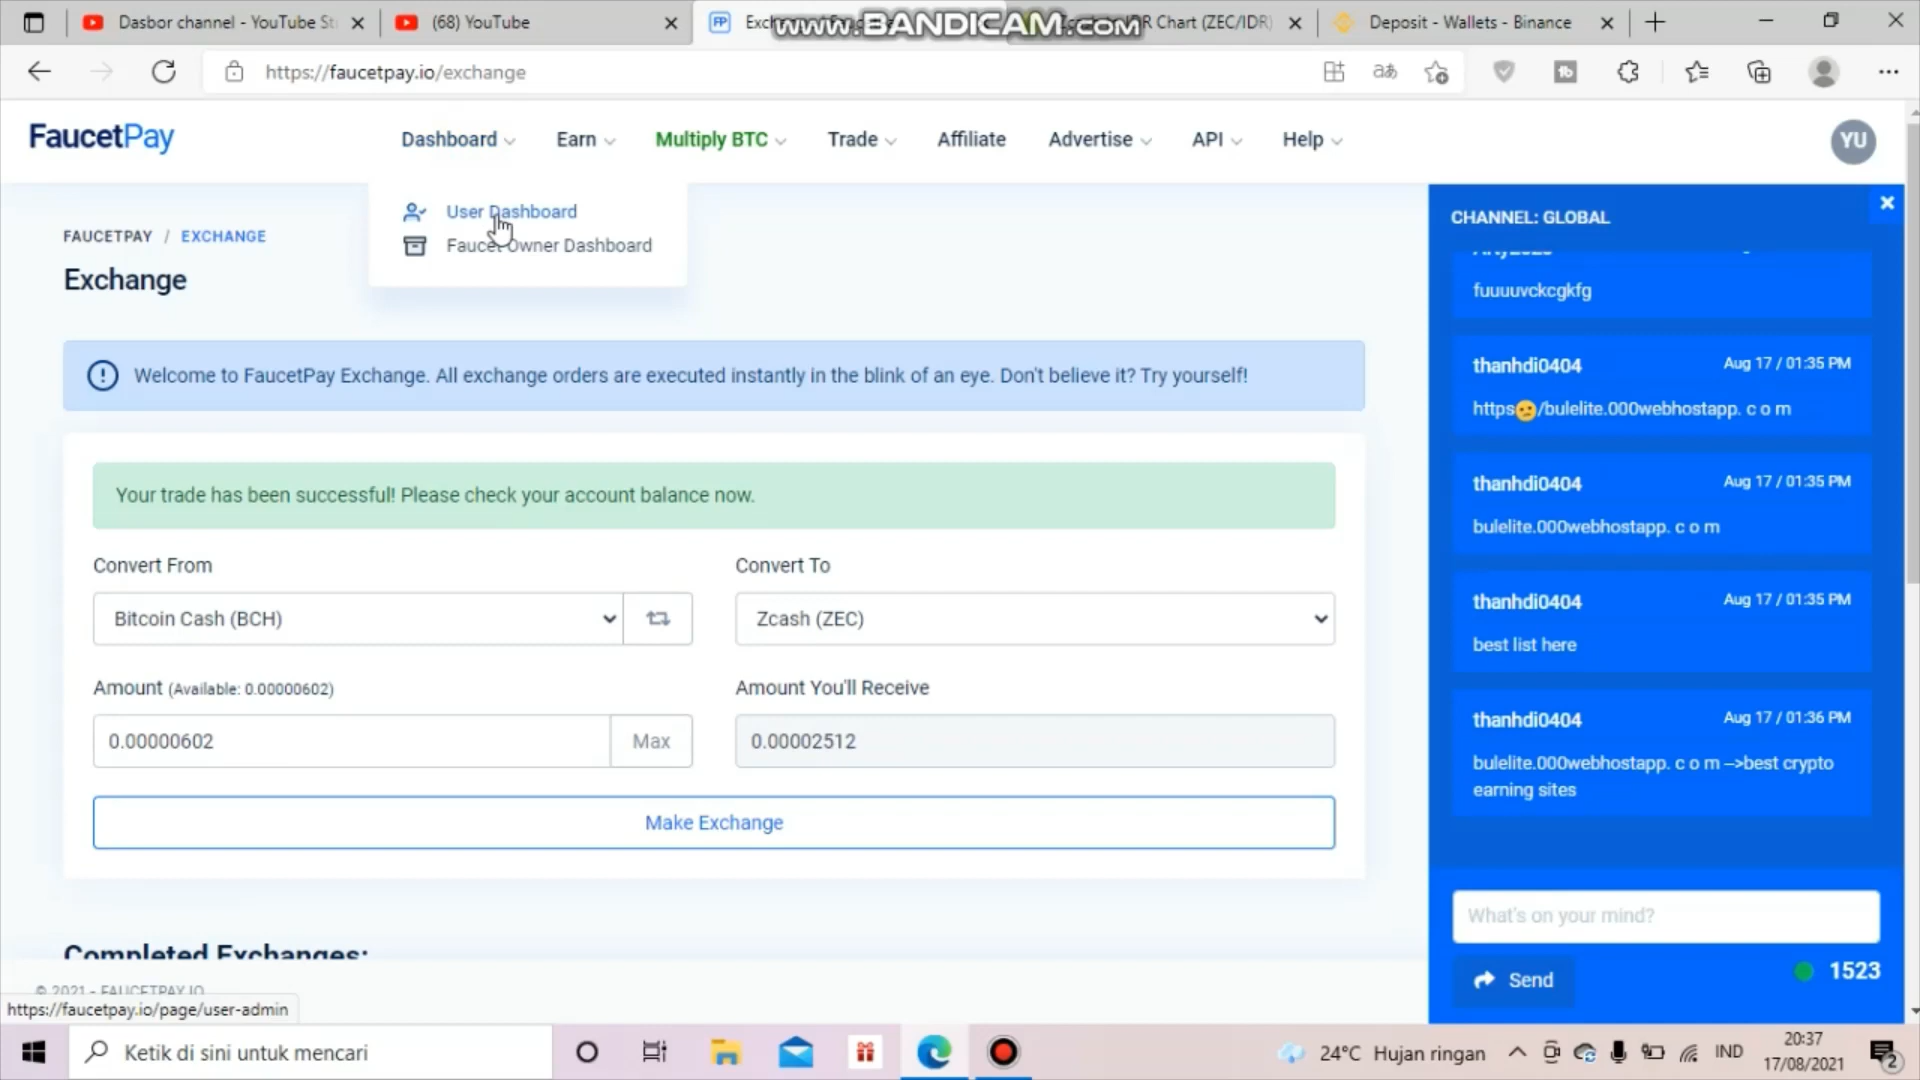 Dasbor channel - YouTube St
(68) YouTube
www.BANDICAM.com
IDR Chart (ZEC/IDR)
Deposit - Wallets - Binance
https://faucetpay.io/exchange
FaucetPay
Dashboard
Earn
Multiply BTC
Trade
Affiliate
Advertise
API
Help
YU
User Dashboard
Faucet Owner Dashboard
FAUCETPAY / EXCHANGE
Exchange
Welcome to FaucetPay Exchange. All exchange orders are executed instantly in the blink of an eye. Don't believe it? Try yourself!
Your trade has been successful! Please check your account balance now.
Convert From
Convert To
Bitcoin Cash (BCH)
Zcash (ZEC)
Amount (Available: 0.00000602)
Amount You'll Receive
0.00000602
Max
0.00002512
Make Exchange
Completed Exchanges:
© 2021 - FAUCETPAY.IO
https://faucetpay.io/page/user-admin
CHANNEL: GLOBAL
fuuuuvckcgkfg
thanhdi0404
Aug 17 / 01:35 PM
https🫤/bulelite.000webhostapp. c o m
thanhdi0404
Aug 17 / 01:35 PM
bulelite.000webhostapp. c o m
thanhdi0404
Aug 17 / 01:35 PM
best list here
thanhdi0404
Aug 17 / 01:36 PM
bulelite.000webhostapp. c o m -->best crypto
earning sites
What's on your mind?
Send
1523
Ketik di sini untuk mencari
24°C Hujan ringan
IND
20:37
17/08/2021
2